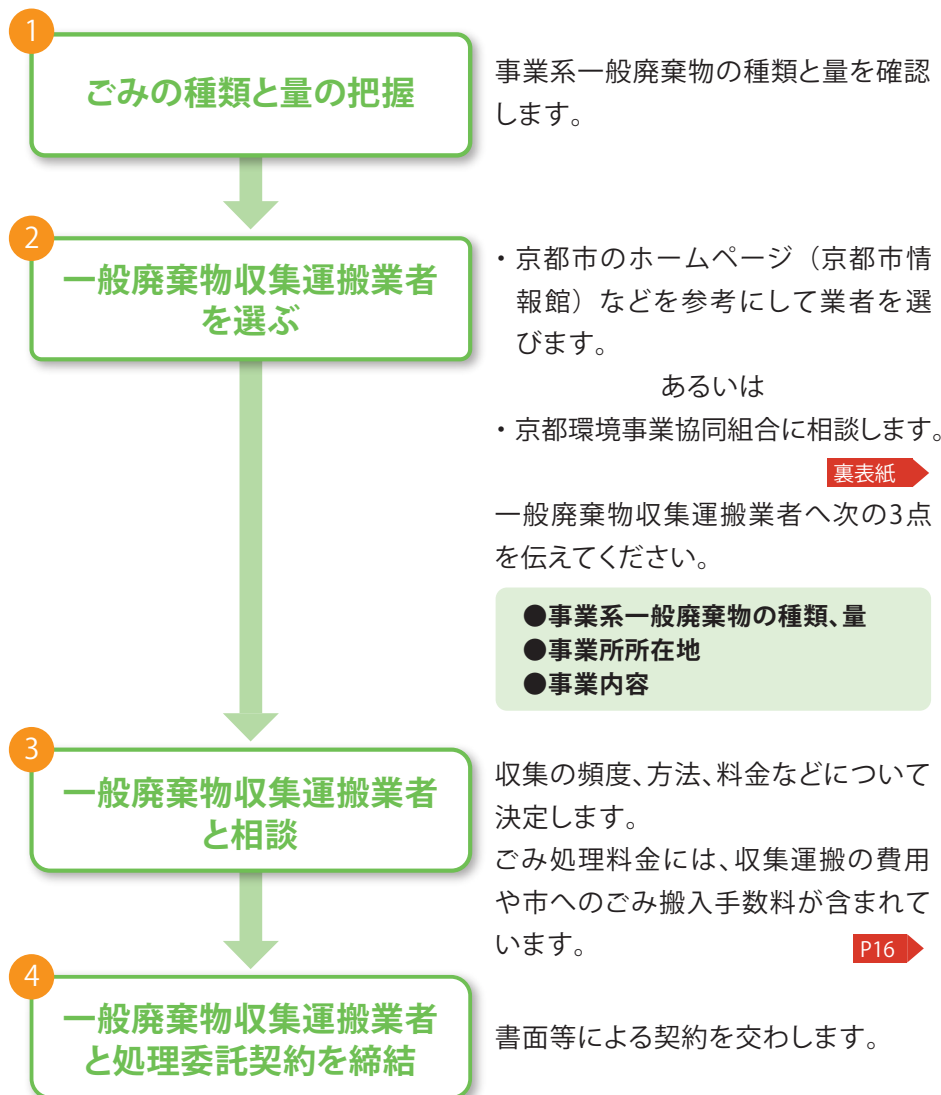 1
ごみの種類と量の把握
事業系一般廃棄物の種類と量を確認
します。
2
一般廃棄物収集運搬業者
を選ぶ
・京都市のホームページ（京都市情
報館）などを参考にして業者を選
びます。
あるいは
・京都環境事業協同組合に相談します。
裏表紙
一般廃棄物収集運搬業者へ次の3点
を伝えてください。
●事業系一般廃棄物の種類、量
●事業所所在地
●事業内容
3
一般廃棄物収集運搬業者
と相談
収集の頻度、方法、料金などについて
決定します。
ごみ処理料金には、収集運搬の費用
や市へのごみ搬入手数料が含まれて
います。
P16
4
一般廃棄物収集運搬業者
と処理委託契約を締結
書面等による契約を交わします。